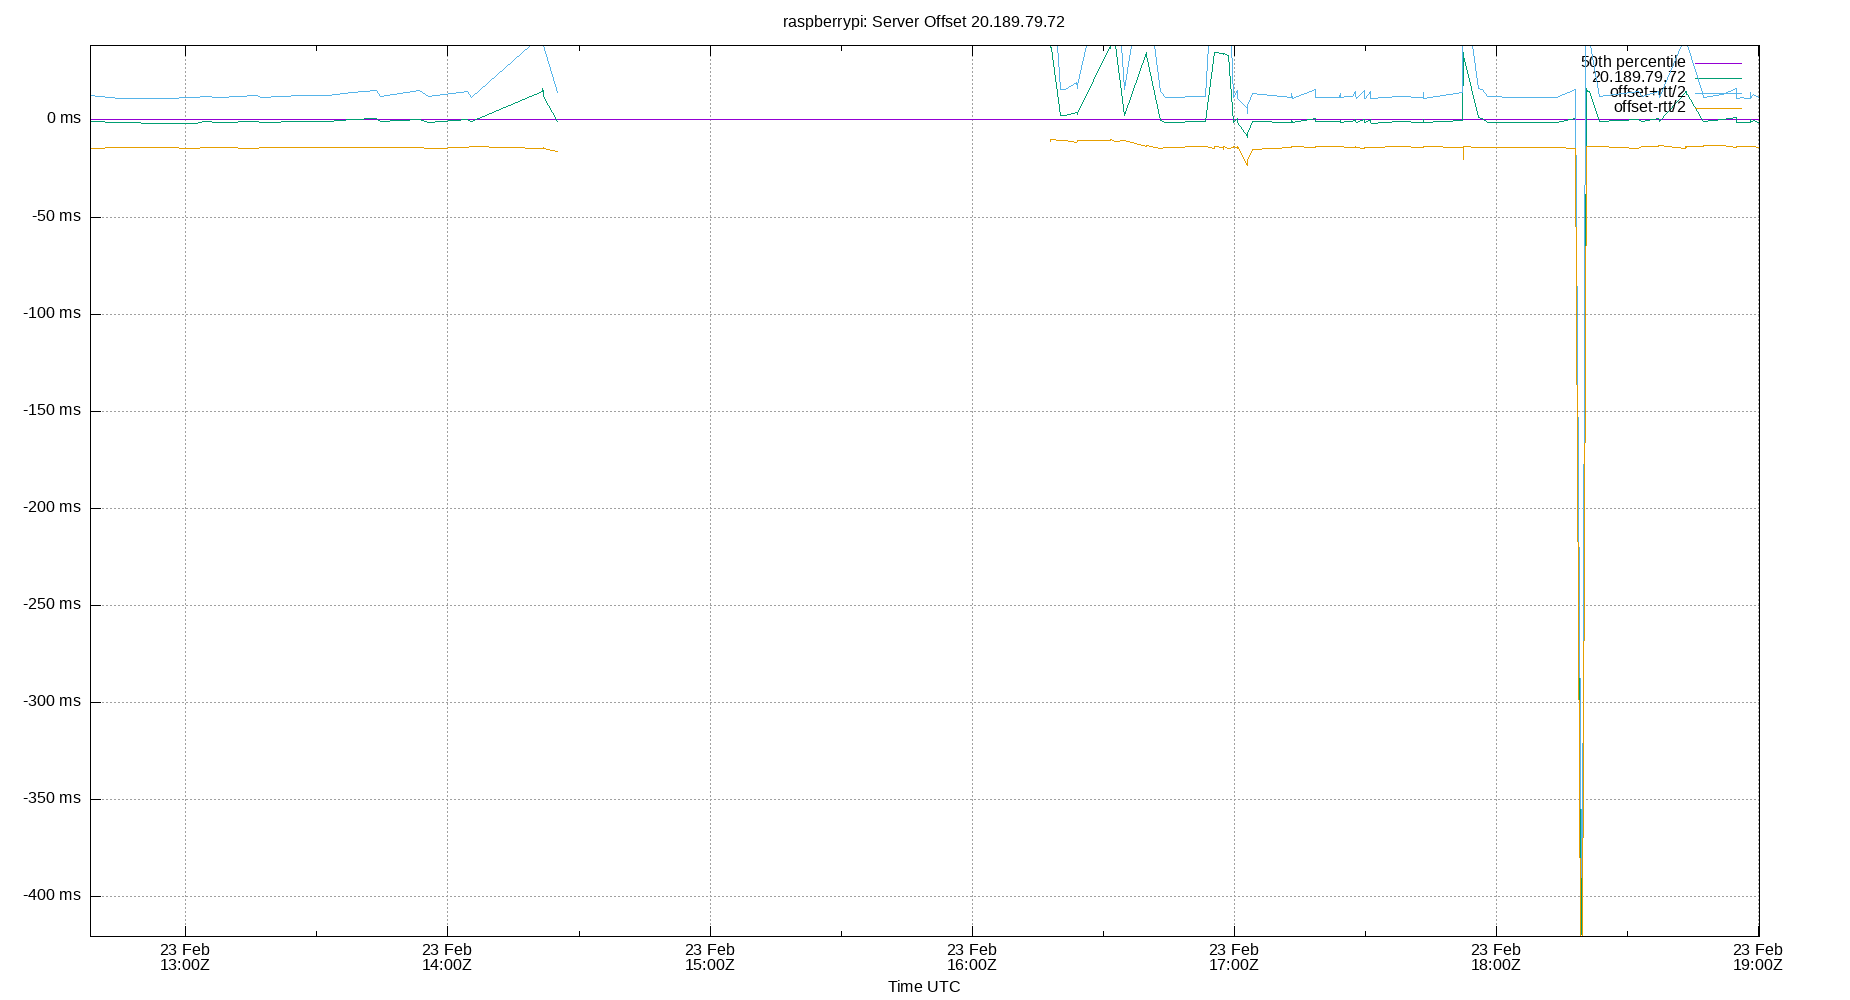 raspberrypi: Server Offset 20.189.79.72
50th percentile
20.189.79.72
offset+rtt/2
offset-rtt/2
0 ms
-50 ms
-100 ms
-150 ms
-200 ms
-250 ms
-300 ms
-350 ms
-400 ms
23 Feb 23 Feb 23 Feb 23 Feb 23 Feb 23 Feb 23 Feb
13:00Z 14:00Z 15:00Z 16:00Z 17:00Z 18:00Z 19:00Z
Time UTC